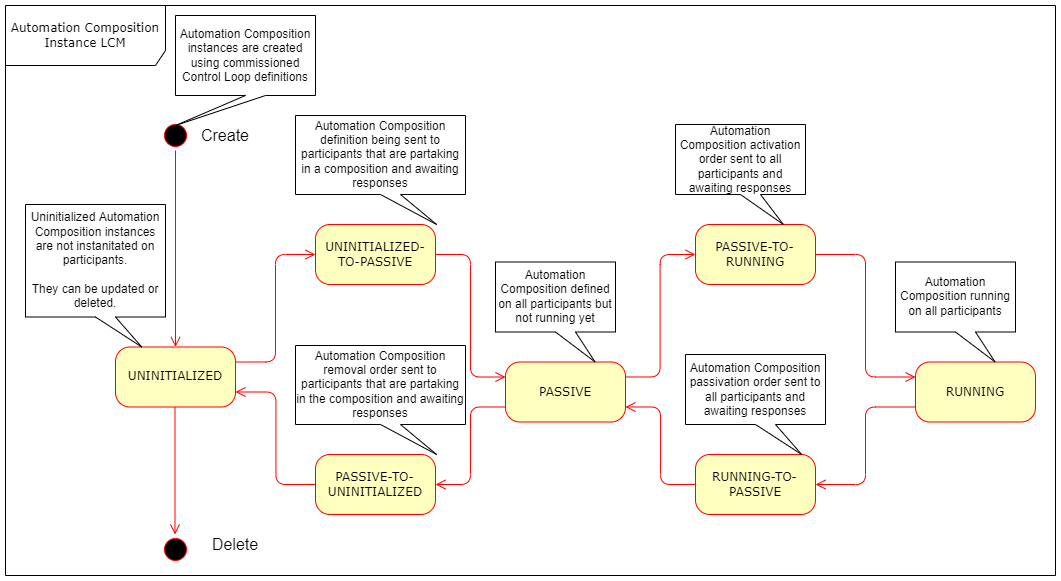 Automation Composition
Instance LCM
Automation Composition
instances are created
using commissioned
Control Loop definitions
Create
Automation Composition
definition being sent to
participants that are partaking
in a composition and awaiting
responses
Automation
Composition activation
order sent to all
participants and
awaiting responses
Uninitialized Automation
Composition instances
are not instanitated on
participants.
They can be updated or
deleted.
UNINITIALIZED-
TO-PASSIVE
PASSIVE-TO-
RUNNING
Automation
Composition defined
on all participants but
not running yet
Automation
Composition running
on all participants
UNINITIALIZED
Automation Composition
removal order sent to
participants that are partaking
in the composition and awaiting
responses
PASSIVE
Automation Composition
passivation order sent to
all participants and
awaiting responses
RUNNING
PASSIVE-TO-
UNINITIALIZED
RUNNING-TO-
PASSIVE
Delete